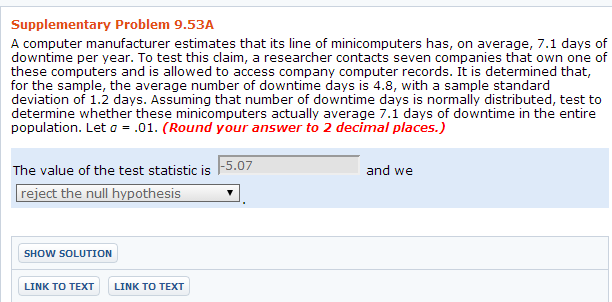 Supplementary Problem 9.53A
A computer manufacturer estimates that its line of minicomputers has, on average, 7.1 days of
downtime per year. To test this claim, a researcher contacts seven companies that own one of
these computers and is allowed to access company computer records. It is determined that,
for the sample, the average number of downtime days is 4.8, with a sample standard
deviation of 1.2 days. Assuming that number of downtime days is normally distributed, test to
determine whether these minicomputers actually average 7.1 days of downtime in the entire
population. Let α = .01. (Round your answer to 2 decimal places.)
The value of the test statistic is -5.07 and we
reject the null hypothesis .
SHOW SOLUTION
LINK TO TEXT LINK TO TEXT